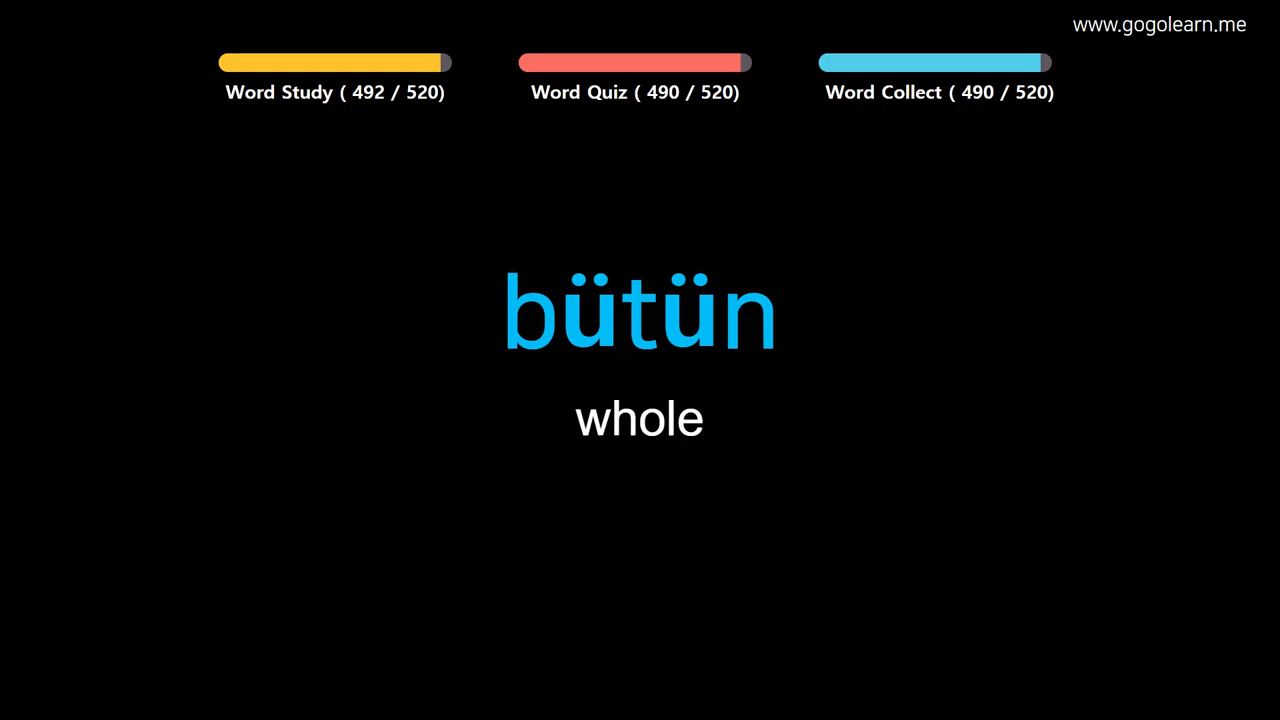 www.gogolearn.me
Word Study ( 492 / 520)
Word Quiz ( 490 / 520)
Word Collect ( 490 / 520)
bütün
whole